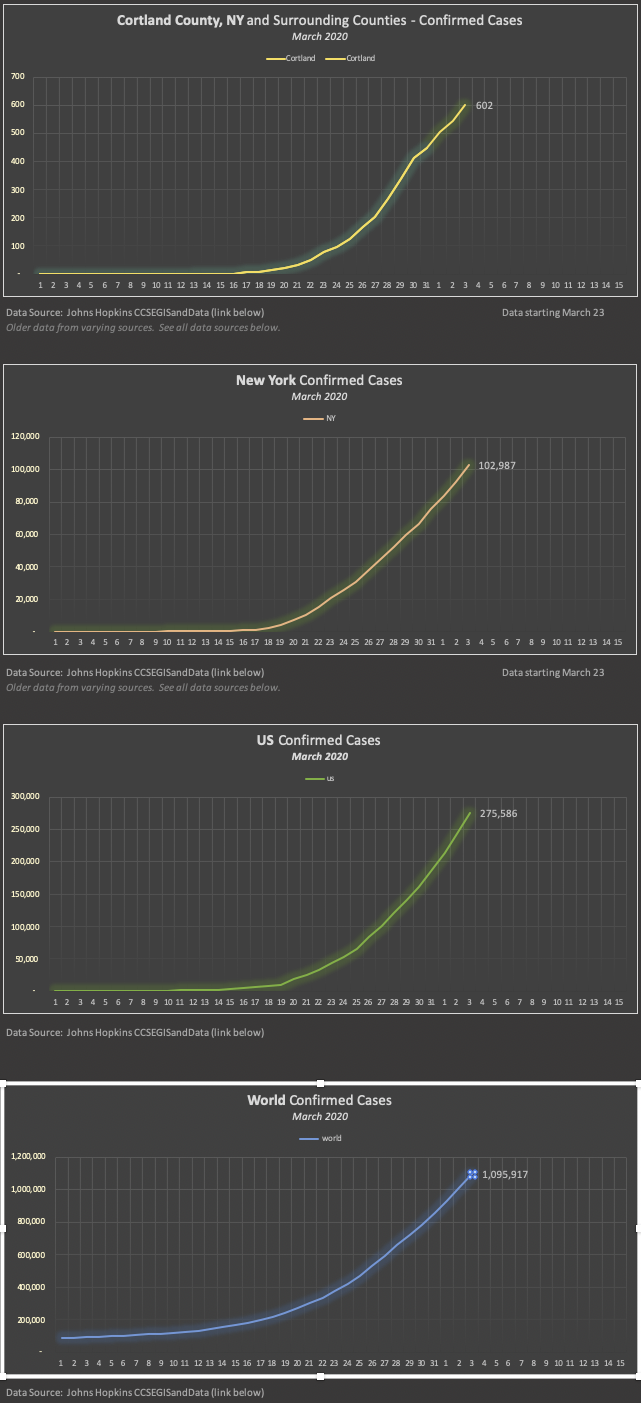 Cortland County, NY and Surrounding Counties - Confirmed Cases
March 2020
Cortland Cortland
700
600
602
500
400
300
200
100
-
1 2 3 4 5 6 7 8 9 10 11 12 13 14 15 16 17 18 19 20 21 22 23 24 25 26 27 28 29 30 31 1 2 3 4 5 6 7 8 9 10 11 12 13 14 15
Data Source: Johns Hopkins CCSEGISandData (link below) Data starting March 23
Older data from varying sources. See all data sources below.
New York Confirmed Cases
March 2020
NY
120,000
100,000
102,987
80,000
60,000
40,000
20,000
-
1 2 3 4 5 6 7 8 9 10 11 12 13 14 15 16 17 18 19 20 21 22 23 24 25 26 27 28 29 30 31 1 2 3 4 5 6 7 8 9 10 11 12 13 14 15
Data Source: Johns Hopkins CCSEGISandData (link below) Data starting March 23
Older data from varying sources. See all data sources below.
US Confirmed Cases
March 2020
us
300,000
275,586
250,000
200,000
150,000
100,000
50,000
-
1 2 3 4 5 6 7 8 9 10 11 12 13 14 15 16 17 18 19 20 21 22 23 24 25 26 27 28 29 30 31 1 2 3 4 5 6 7 8 9 10 11 12 13 14 15
Data Source: Johns Hopkins CCSEGISandData (link below)
World Confirmed Cases
March 2020
world
1,200,000
1,095,917
1,000,000
800,000
600,000
400,000
200,000
-
1 2 3 4 5 6 7 8 9 10 11 12 13 14 15 16 17 18 19 20 21 22 23 24 25 26 27 28 29 30 31 1 2 3 4 5 6 7 8 9 10 11 12 13 14 15
Data Source: Johns Hopkins CCSEGISandData (link below)